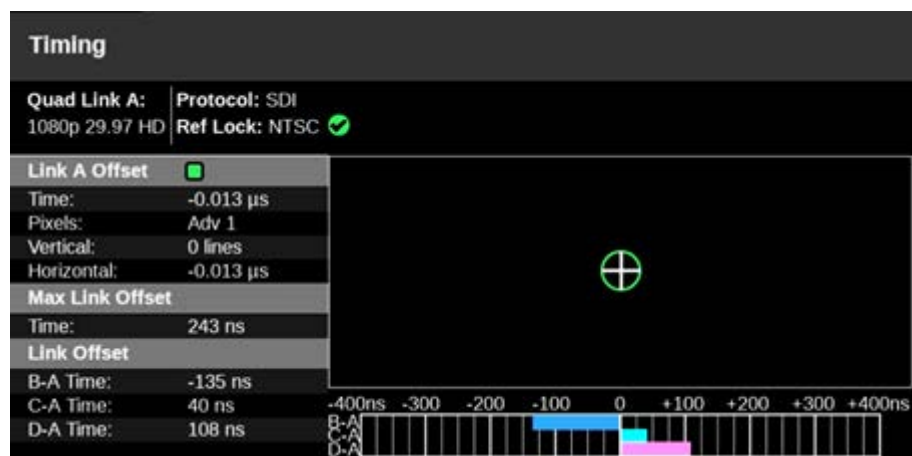 Timing
Quad Link A: Protocol: SDI
1080p 29.97 HD Ref Lock: NTSC
Link A Offset
Time: -0.013 µs
Pixels: Adv 1
Vertical: 0 lines
Horizontal: -0.013 µs
Max Link Offset
Time: 243 ns
Link Offset
B-A Time: -135 ns
C-A Time: 40 ns
D-A Time: 108 ns
-400ns -300 -200 -100 0 +100 +200 +300 +400ns
B-A
C-A
D-A